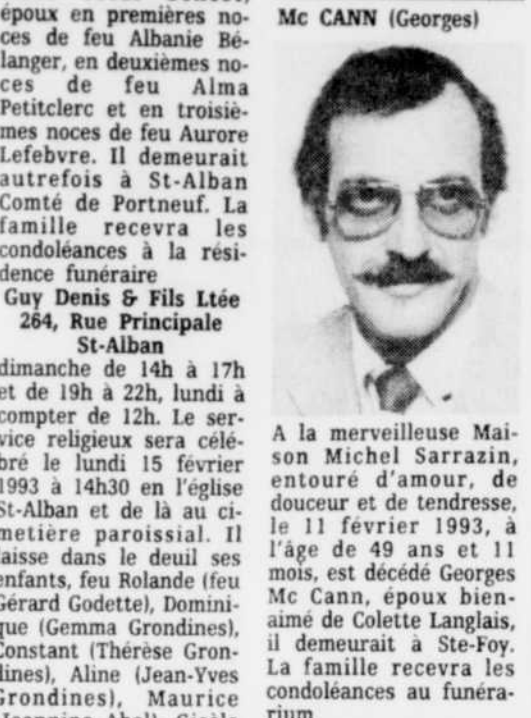 époux en premières no-
ces de feu Albanie Bé-
langer, en deuxièmes no-
ces de feu Alma
Petitclerc et en troisiè-
mes noces de feu Aurore
Lefebvre. Il demeurait
autrefois à St-Alban
Comté de Portneuf. La
famille recevra les
condoléances à la rési-
dence funéraire
Guy Denis & Fils Ltée
264, Rue Principale
St-Alban
dimanche de 14h à 17h
et de 19h à 22h, lundi à
compter de 12h. Le ser-
vice religieux sera célé-
bré le lundi 15 février
1993 à 14h30 en l'église
St-Alban et de là au ci-
metière paroissial. Il
laisse dans le deuil ses
enfants, feu Rolande (feu
Gérard Godette), Domini-
que (Gemma Grondines),
Constant (Thérèse Gron-
dines), Aline (Jean-Yves
Grondines), Maurice
Mc CANN (Georges)
A la merveilleuse Mai-
son Michel Sarrazin,
entouré d'amour, de
douceur et de tendresse,
le 11 février 1993, à
l'âge de 49 ans et 11
mois, est décédé Georges
Mc Cann, époux bien-
aimé de Colette Langlais,
il demeurait à Ste-Foy.
La famille recevra les
condoléances au funéra-
rium